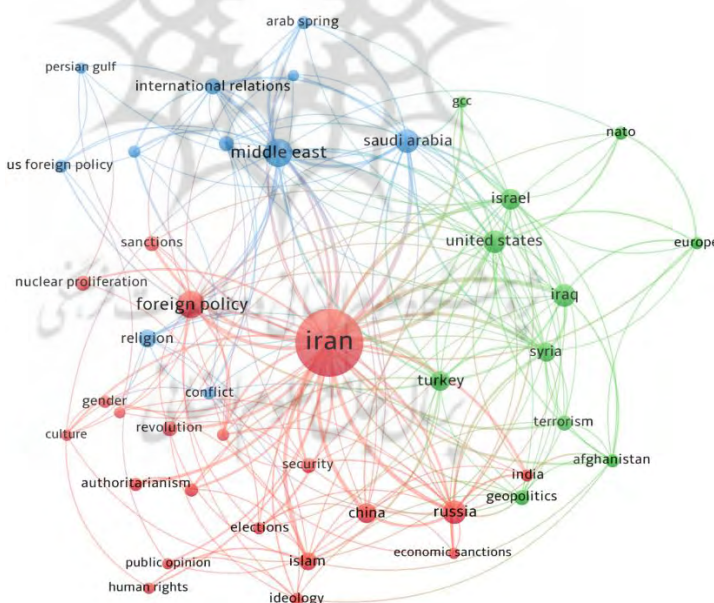 arab spring
persian gulf
international relations
gcc
nato
saudi arabia
middle east
us foreign policy
israel
sanctions
united states
europe
nuclear proliferation
foreign policy
iraq
iran
religion
syria
turkey
conflict
gender
terrorism
culture
revolution
afghanistan
security
india
authoritarianism
geopolitics
china
russia
elections
economic sanctions
public opinion
islam
human rights
ideology